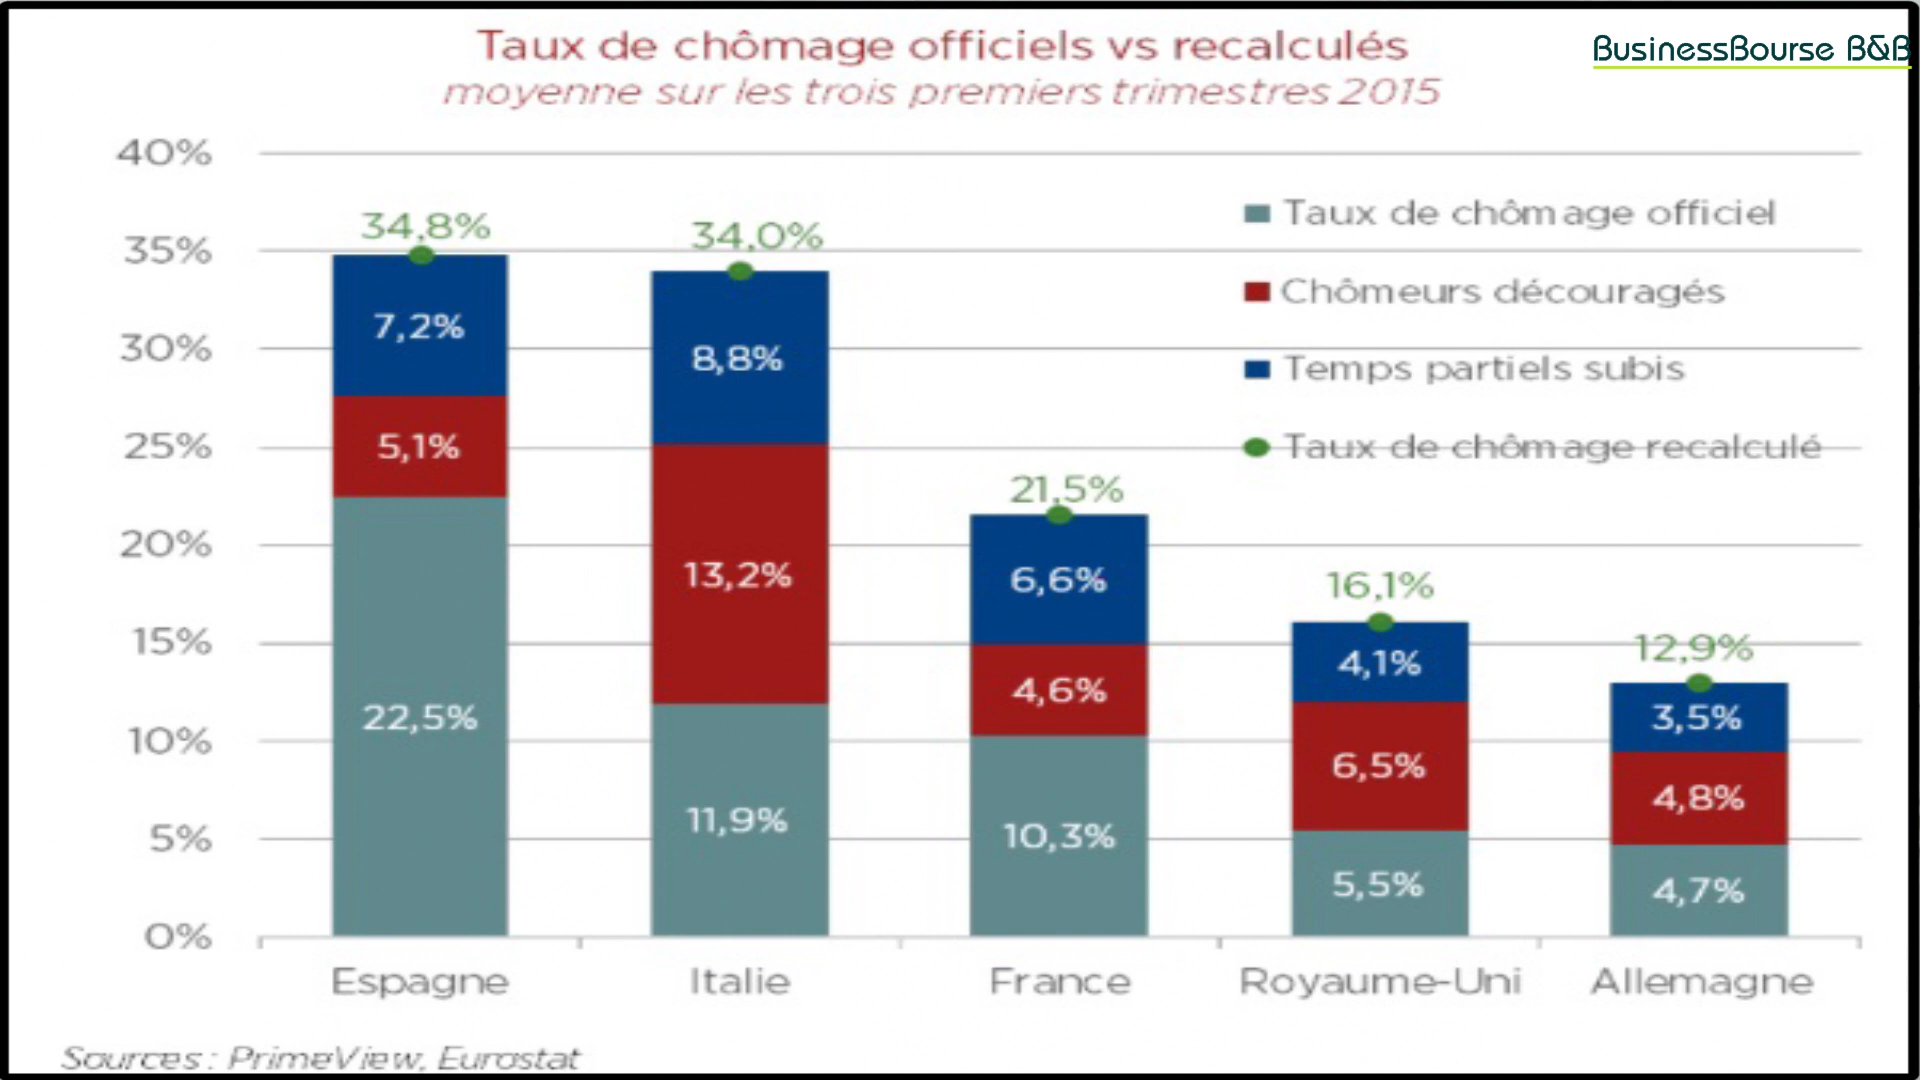 Taux de chômage officiels vs recalculés
BusinessBourse B&B
moyenne sur les trois premiers trimestres 2015
40%
35%
30%
25%
20%
15%
10%
5%
0%
34,8%
7,2%
5,1%
22,5%
34,0%
8,8%
13,2%
11,9%
21,5%
6,6%
4,6%
10,3%
16,1%
4,1%
6,5%
5,5%
12,9%
3,5%
4,8%
4,7%
Taux de chômage officiel
Chômeurs découragés
Temps partiels subis
Taux de chômage recalculé
Espagne
Italie
France
Royaume-Uni
Allemagne
Sources : PrimeView, Eurostat